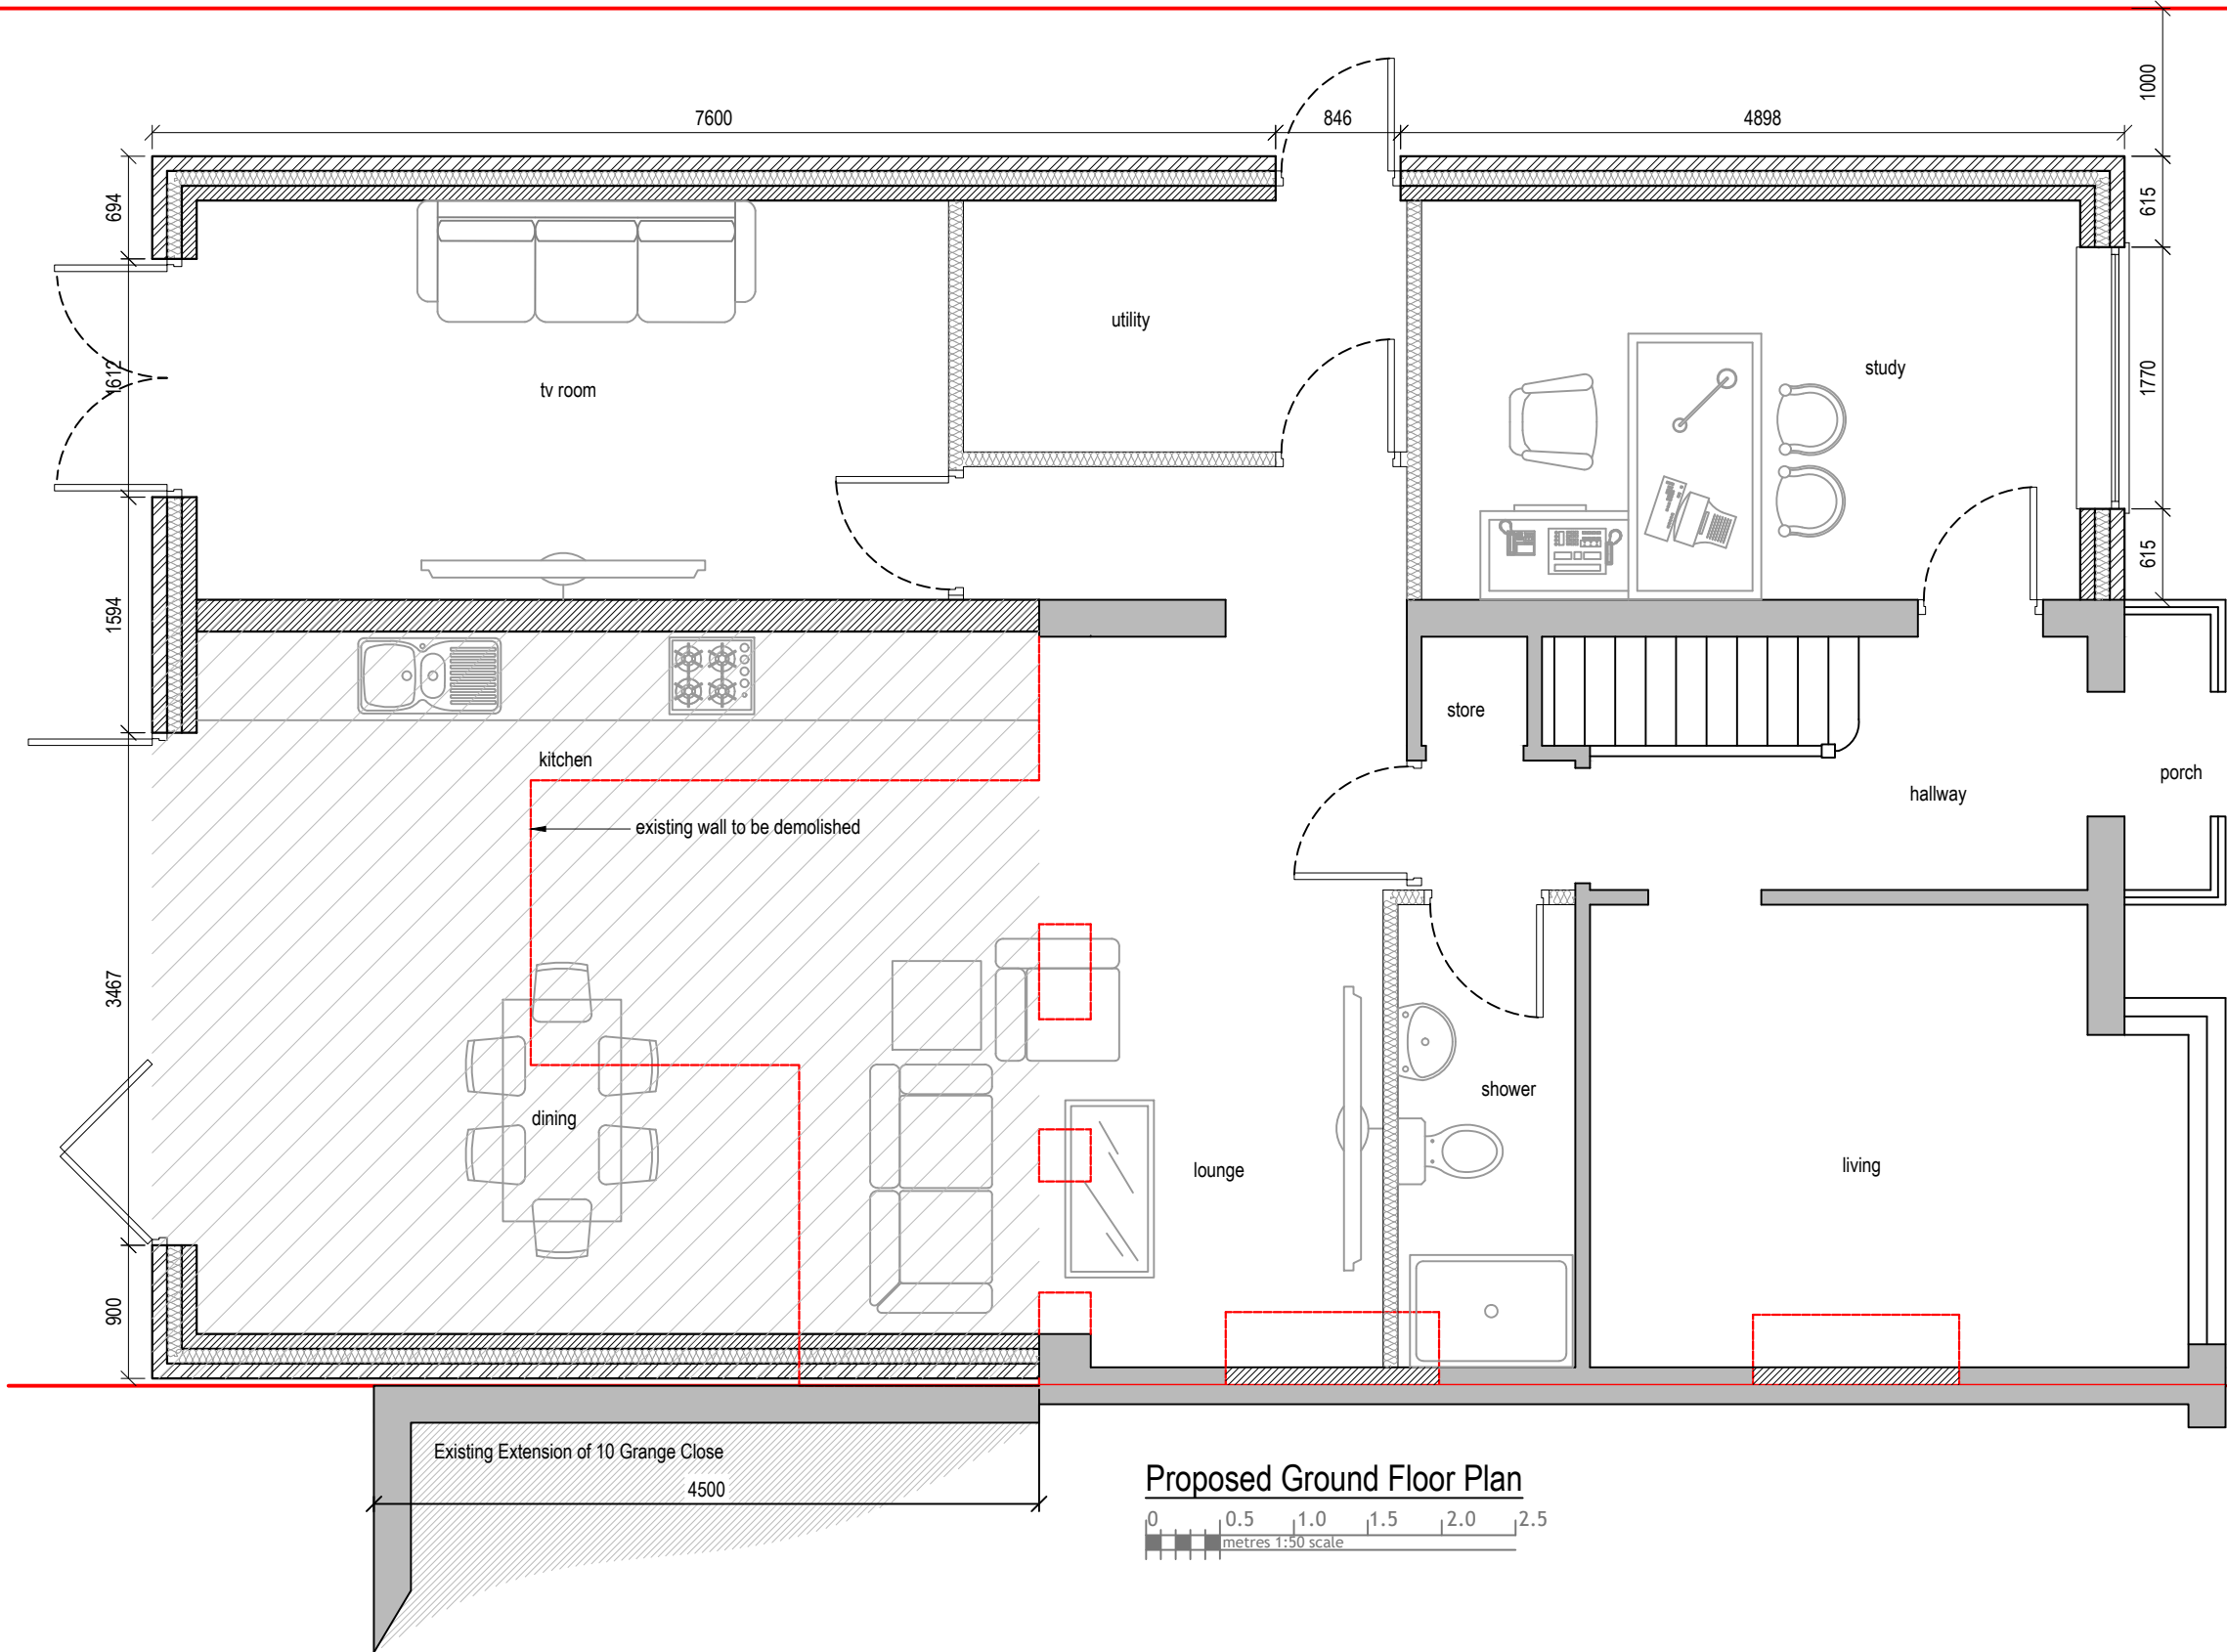 1000
7600
846
4898
694
615
utility
study
1612
1770
tv room
615
1594
store
kitchen
porch
hallway
existing wall to be demolished
3467
shower
dining
living
lounge
900
Existing Extension of 10 Grange Close
4500
Proposed Ground Floor Plan
0 0.5 1.0 1.5 2.0 2.5
metres 1:50 scale